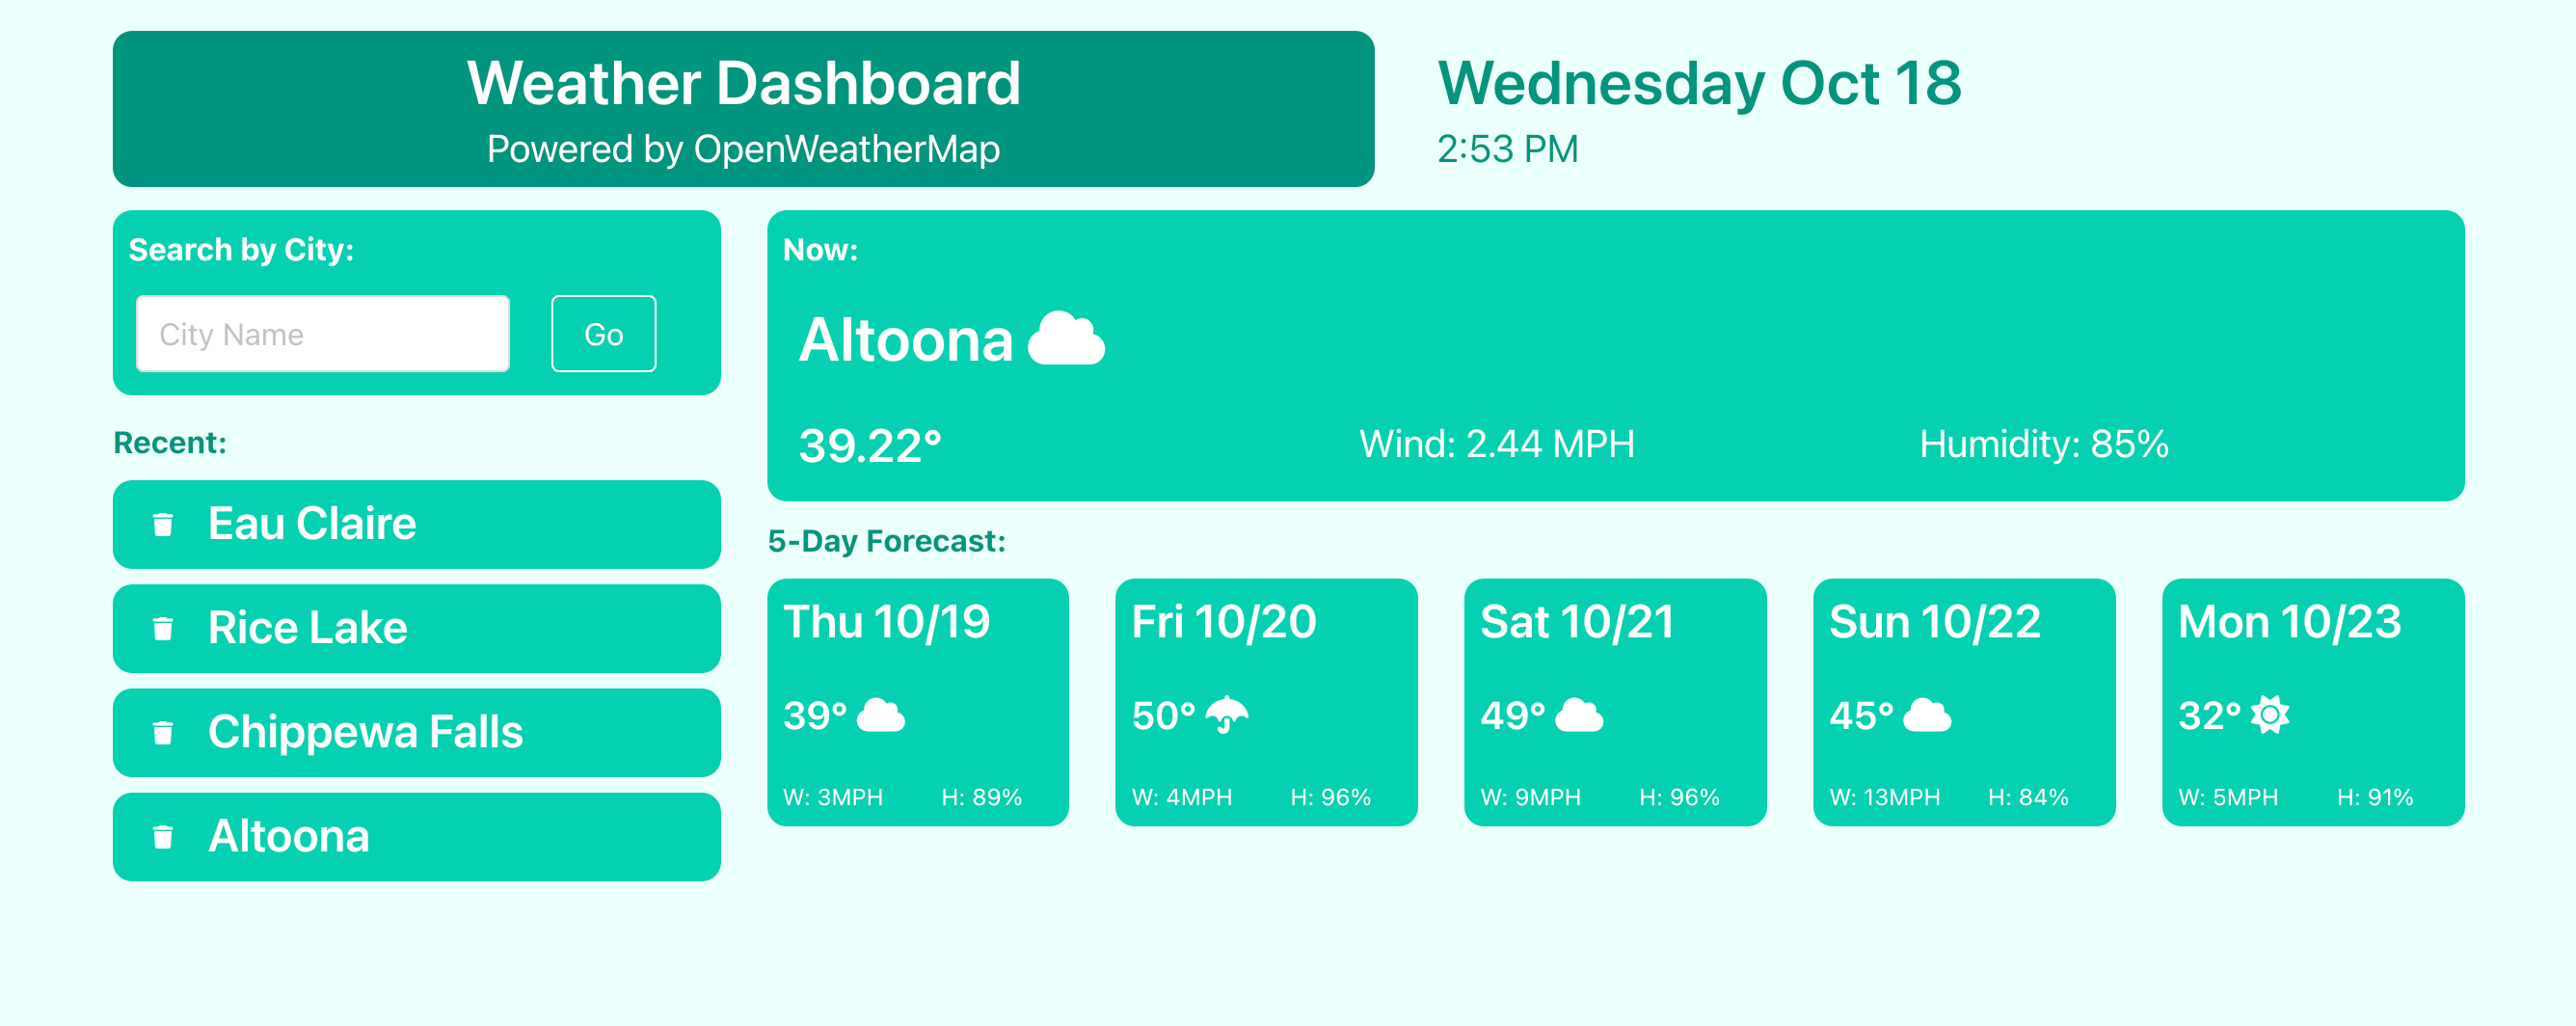 Weather Dashboard
Powered by OpenWeatherMap
Wednesday Oct 18
2:53 PM
Search by City:
City Name
Go
Recent:
Eau Claire
Rice Lake
Chippewa Falls
Altoona
Now:
Altoona
39.22°
Wind: 2.44 MPH
Humidity: 85%
5-Day Forecast:
Thu 10/19
39°
W: 3MPH H: 89%
Fri 10/20
50°
W: 4MPH H: 96%
Sat 10/21
49°
W: 9MPH H: 96%
Sun 10/22
45°
W: 13MPH H: 84%
Mon 10/23
32°
W: 5MPH H: 91%